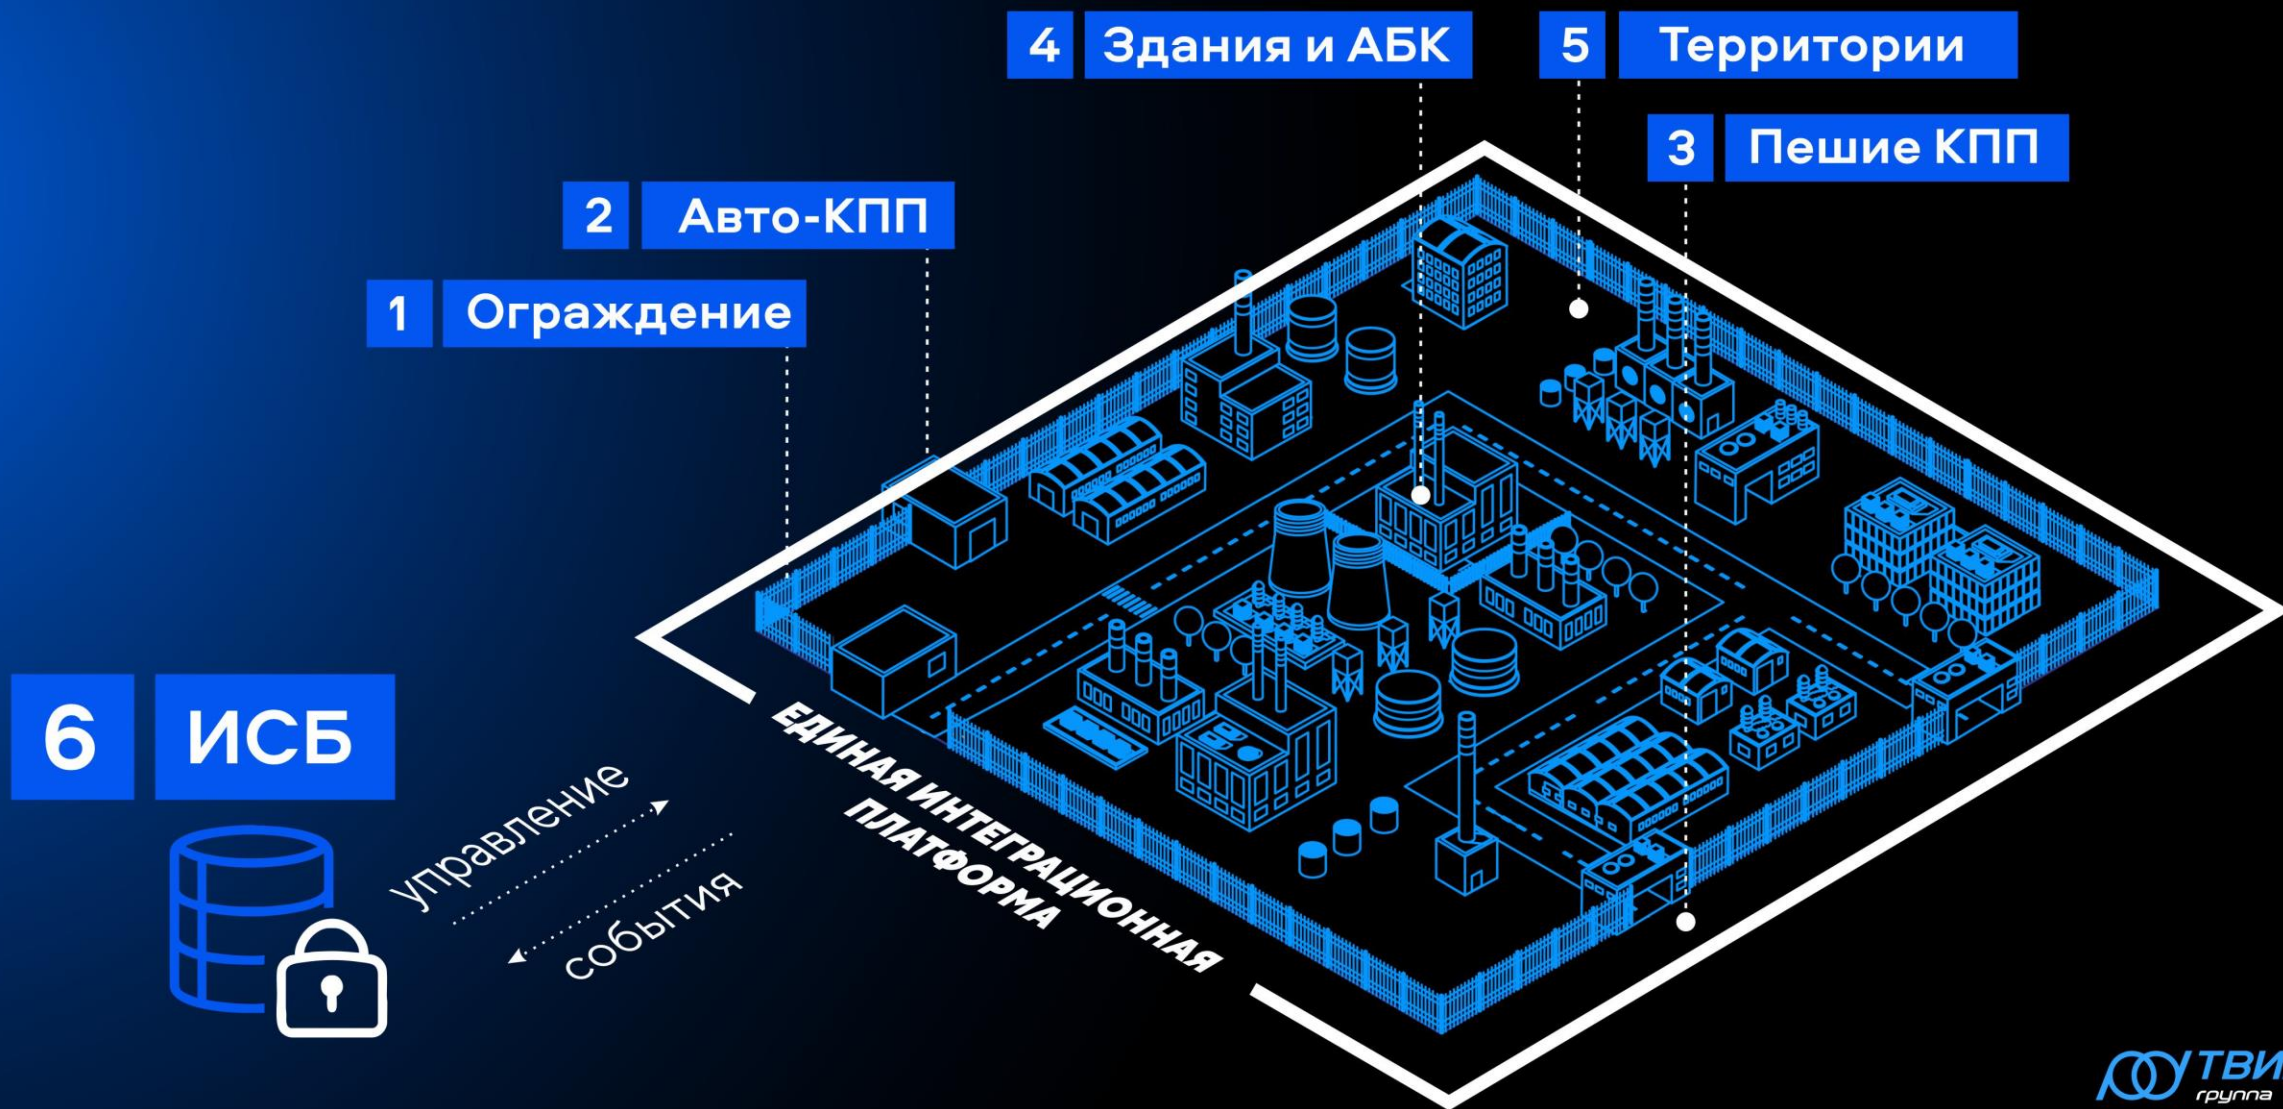 4 Здания и АБК
5 Территории
3 Пешие КПП
2 Авто-КПП
1 Ограждение
6 ИСБ
управление
события
ЕДИНАЯ ИНТЕГРАЦИОННАЯ
ПЛАТФОРМА
ТВИ
группа